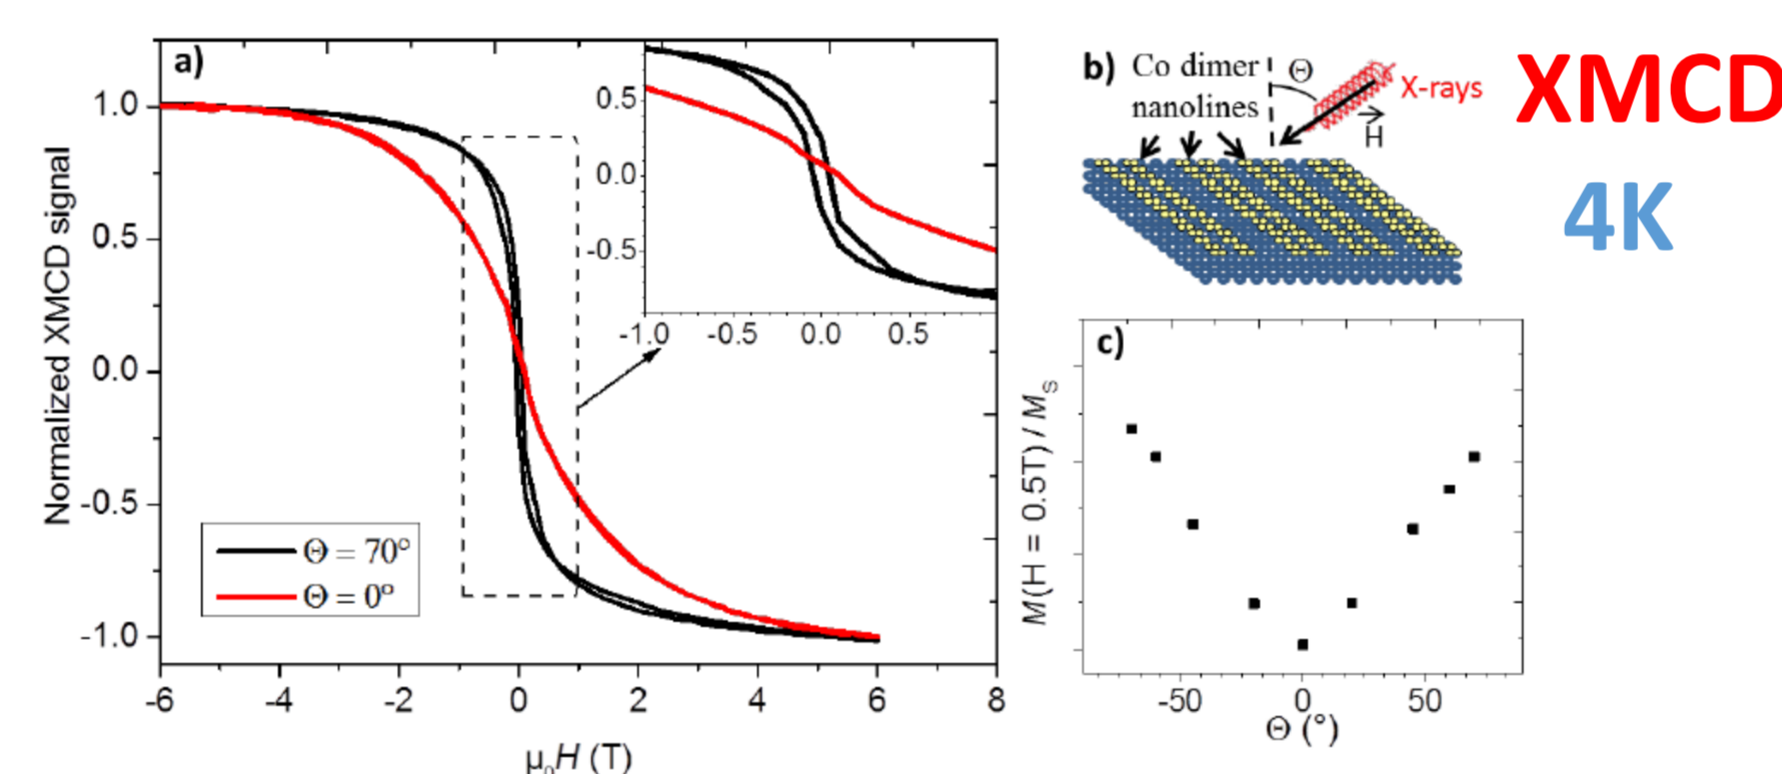 a)
1.0
0.5
0.0
-0.5
-1.0
Normalized XMCD signal
-6
-4
-2
0
2
4
6
8
μ₀H (T)
Θ = 70°
Θ = 0°
0.5
0.0
-0.5
-1.0
-0.5
0.0
0.5
b)
Co dimer
nanolines
Θ
X-rays
H
XMCD
4K
c)
M(H = 0.5T) / MS
-50
0
50
Θ (°)